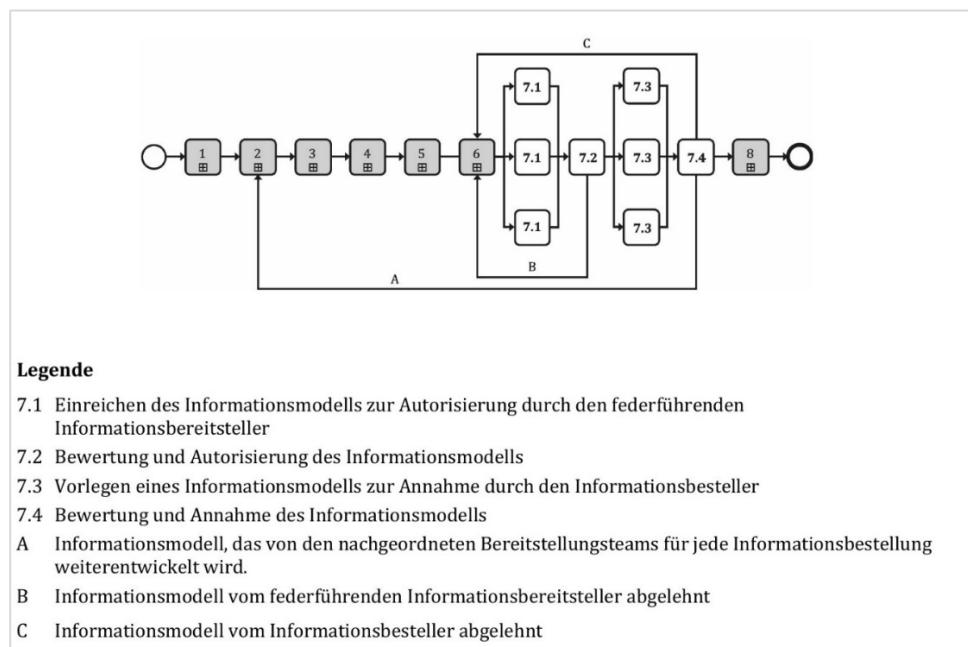 C
7.1
7.3
1
2
3
4
5
6
7.1
7.2
7.3
7.4
8
7.1
7.3
B
A
Legende
7.1 Einreichen des Informationsmodells zur Autorisierung durch den federführenden
Informationsbereitsteller
7.2 Bewertung und Autorisierung des Informationsmodells
7.3 Vorlegen eines Informationsmodells zur Annahme durch den Informationsbesteller
7.4 Bewertung und Annahme des Informationsmodells
A Informationsmodell, das von den nachgeordneten Bereitstellungsteams für jede Informationsbestellung
weiterentwickelt wird.
B Informationsmodell vom federführenden Informationsbereitsteller abgelehnt
C Informationsmodell vom Informationsbesteller abgelehnt